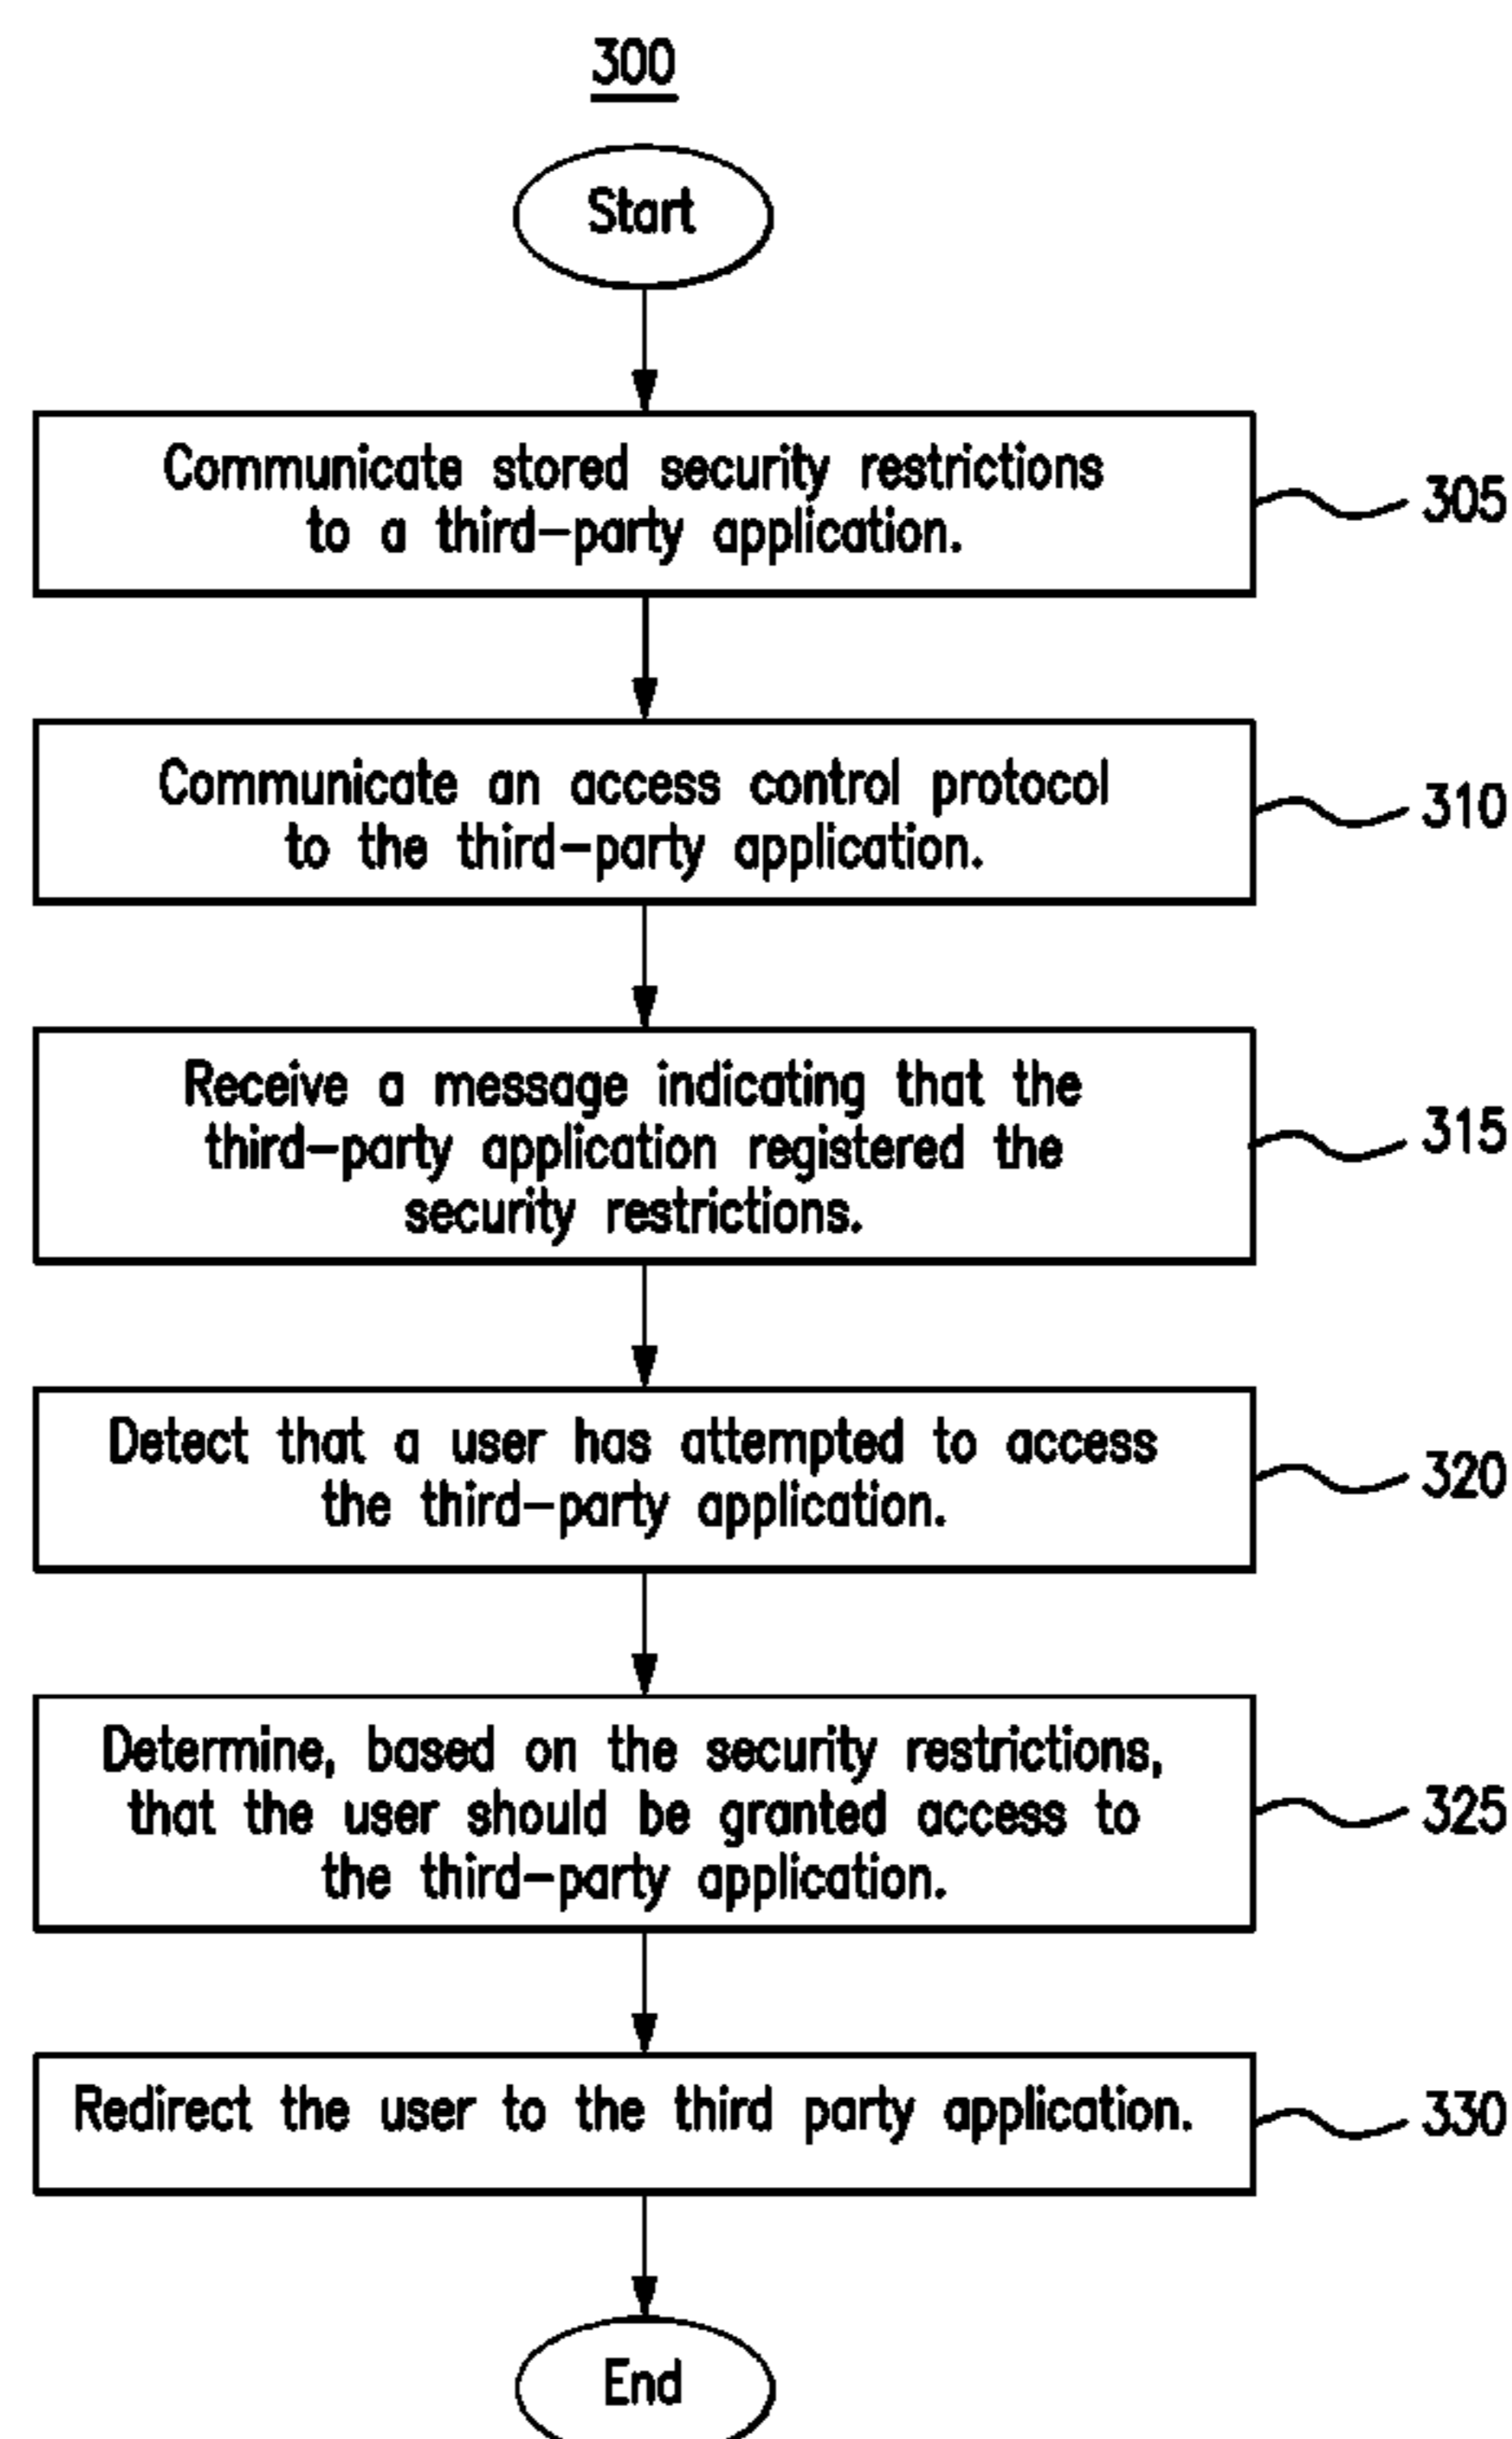 300
Start
Communicate stored security restrictions
to a third-party application.
305
Communicate an access control protocol
to the third-party application.
310
Receive a message indicating that the
third-party application registered the
security restrictions.
315
Detect that a user has attempted to access
the third-party application.
320
Determine, based on the security restrictions,
that the user should be granted access to
the third-party application.
325
Redirect the user to the third party application.
330
End